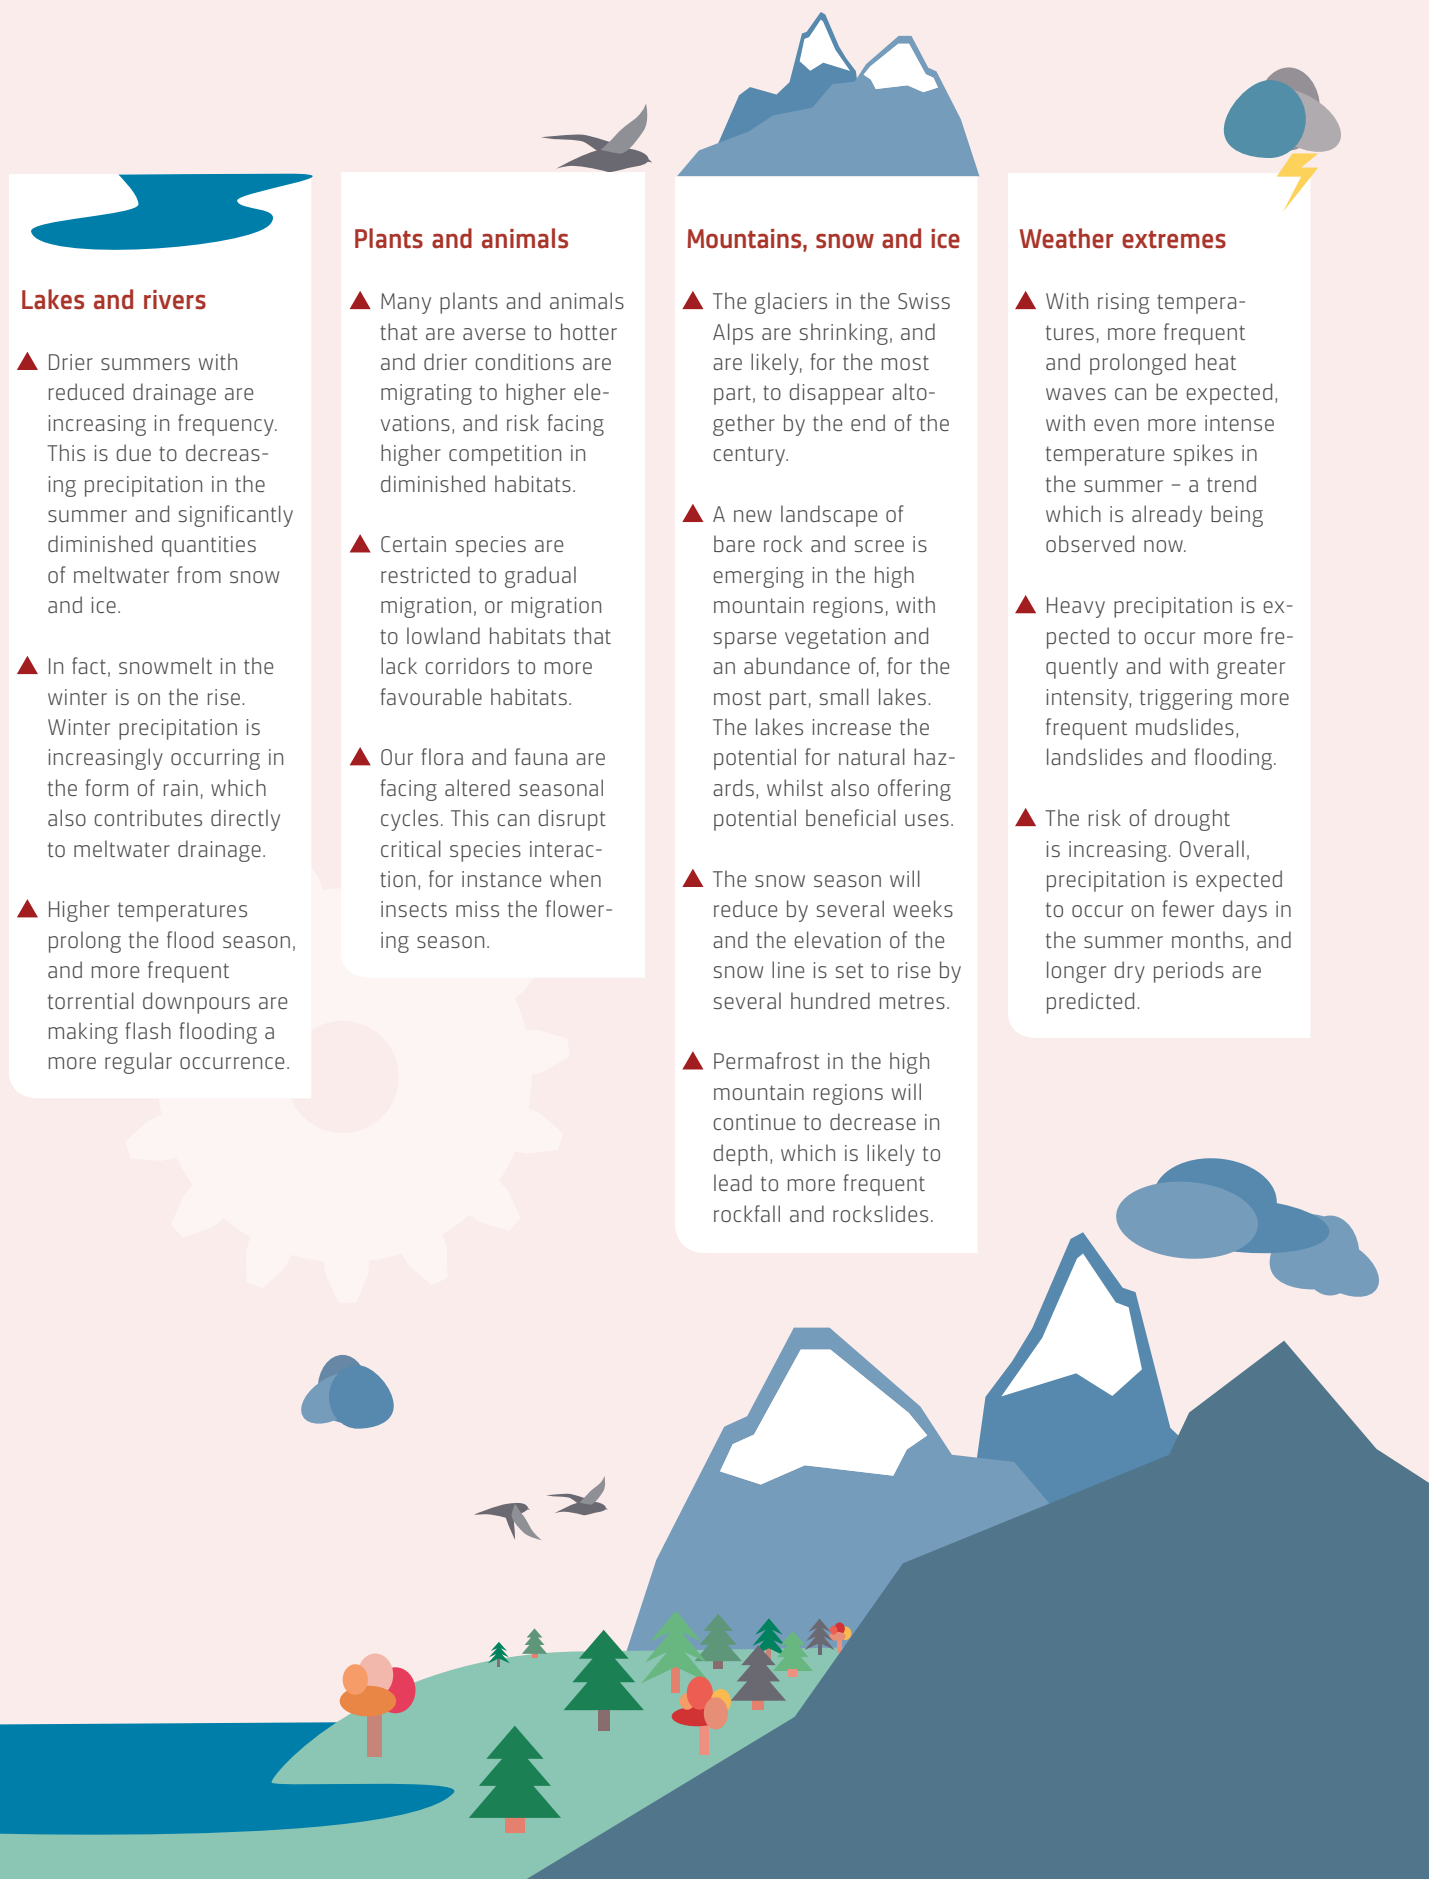 Lakes and rivers
Drier summers with
reduced drainage are
increasing in frequency.
This is due to decreas-
ing precipitation in the
summer and significantly
diminished quantities
of meltwater from snow
and ice.
In fact, snowmelt in the
winter is on the rise.
Winter precipitation is
increasingly occurring in
the form of rain, which
also contributes directly
to meltwater drainage.
Higher temperatures
prolong the flood season,
and more frequent
torrential downpours are
making flash flooding a
more regular occurrence.
Plants and animals
Many plants and animals
that are averse to hotter
and drier conditions are
migrating to higher ele-
vations, and risk facing
higher competition in
diminished habitats.
Certain species are
restricted to gradual
migration, or migration
to lowland habitats that
lack corridors to more
favourable habitats.
Our flora and fauna are
facing altered seasonal
cycles. This can disrupt
critical species interac-
tion, for instance when
insects miss the flower-
ing season.
Mountains, snow and ice
The glaciers in the Swiss
Alps are shrinking, and
are likely, for the most
part, to disappear alto-
gether by the end of the
century.
A new landscape of
bare rock and scree is
emerging in the high
mountain regions, with
sparse vegetation and
an abundance of, for the
most part, small lakes.
The lakes increase the
potential for natural haz-
ards, whilst also offering
potential beneficial uses.
The snow season will
reduce by several weeks
and the elevation of the
snow line is set to rise by
several hundred metres.
Permafrost in the high
mountain regions will
continue to decrease in
depth, which is likely to
lead to more frequent
rockfall and rockslides.
Weather extremes
With rising tempera-
tures, more frequent
and prolonged heat
waves can be expected,
with even more intense
temperature spikes in
the summer – a trend
which is already being
observed now.
Heavy precipitation is ex-
pected to occur more fre-
quently and with greater
intensity, triggering more
frequent mudslides,
landslides and flooding.
The risk of drought
is increasing. Overall,
precipitation is expected
to occur on fewer days in
the summer months, and
longer dry periods are
predicted.